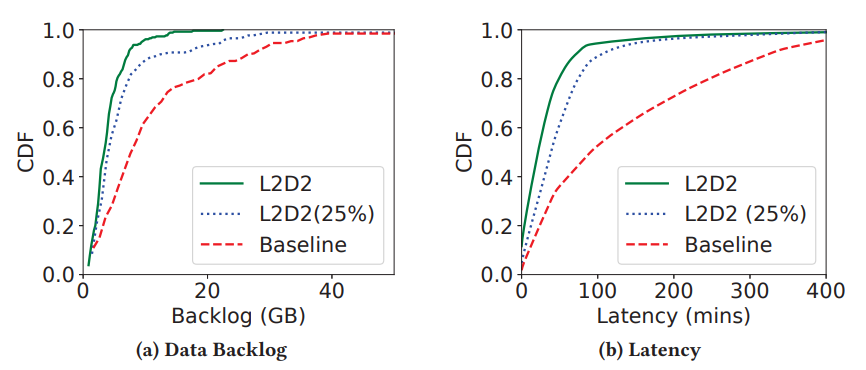 1.0
0.8
0.6
0.4
0.2
0.0
CDF
0 20 40
Backlog (GB)
L2D2
L2D2(25%)
Baseline
(a) Data Backlog
1.0
0.8
0.6
0.4
0.2
0.0
CDF
0 100 200 300 400
Latency (mins)
L2D2
L2D2 (25%)
Baseline
(b) Latency